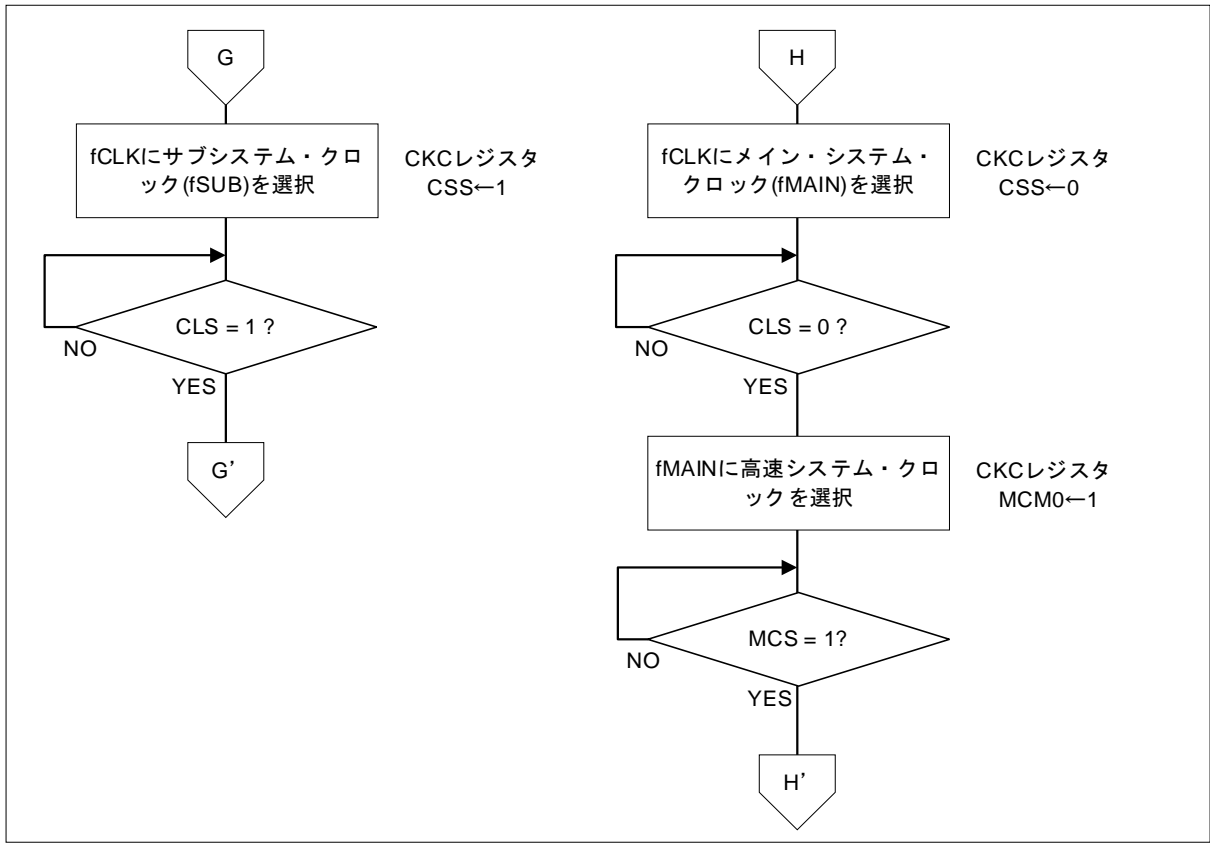 G
fCLKにサブシステム・クロ
ック(fSUB)を選択
CKCレジスタ
CSS←1
CLS = 1 ?
NO
YES
G’
H
fCLKにメイン・システム・
クロック(fMAIN)を選択
CKCレジスタ
CSS←0
CLS = 0 ?
NO
YES
fMAINに高速システム・クロ
ックを選択
CKCレジスタ
MCM0←1
MCS = 1?
NO
YES
H’